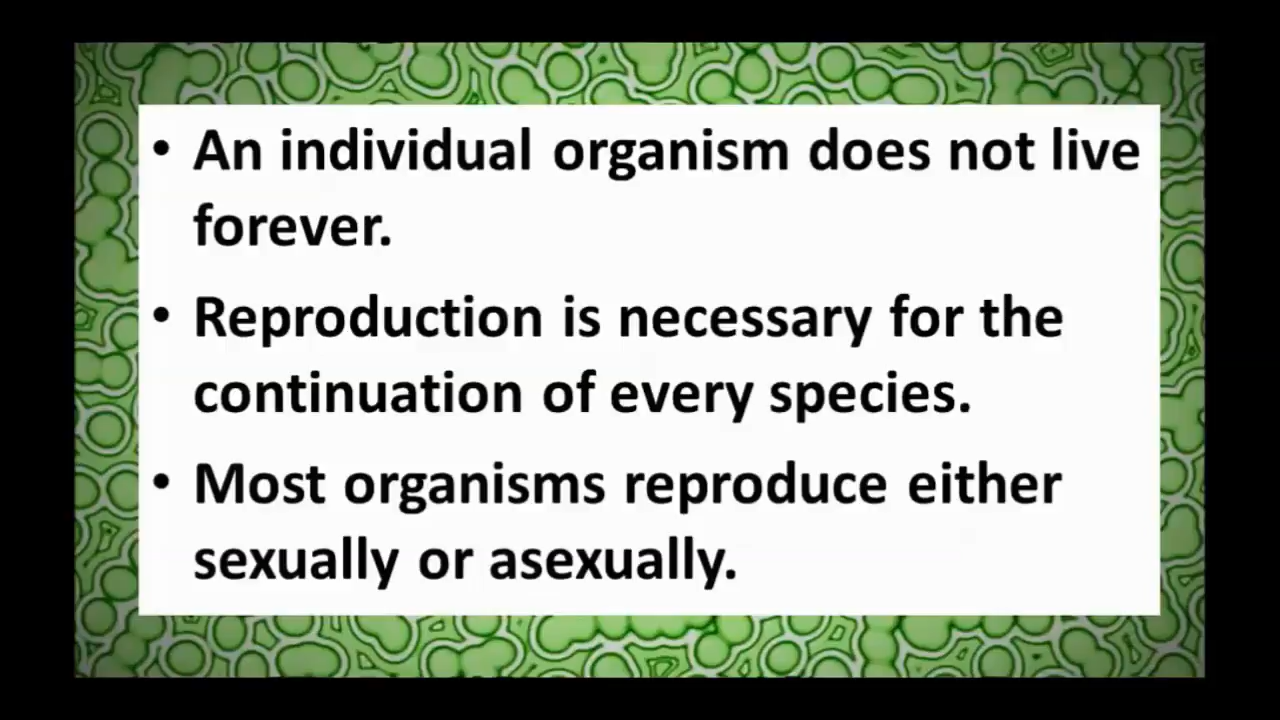 • An individual organism does not live
forever.
• Reproduction is necessary for the
continuation of every species.
• Most organisms reproduce either
sexually or asexually.